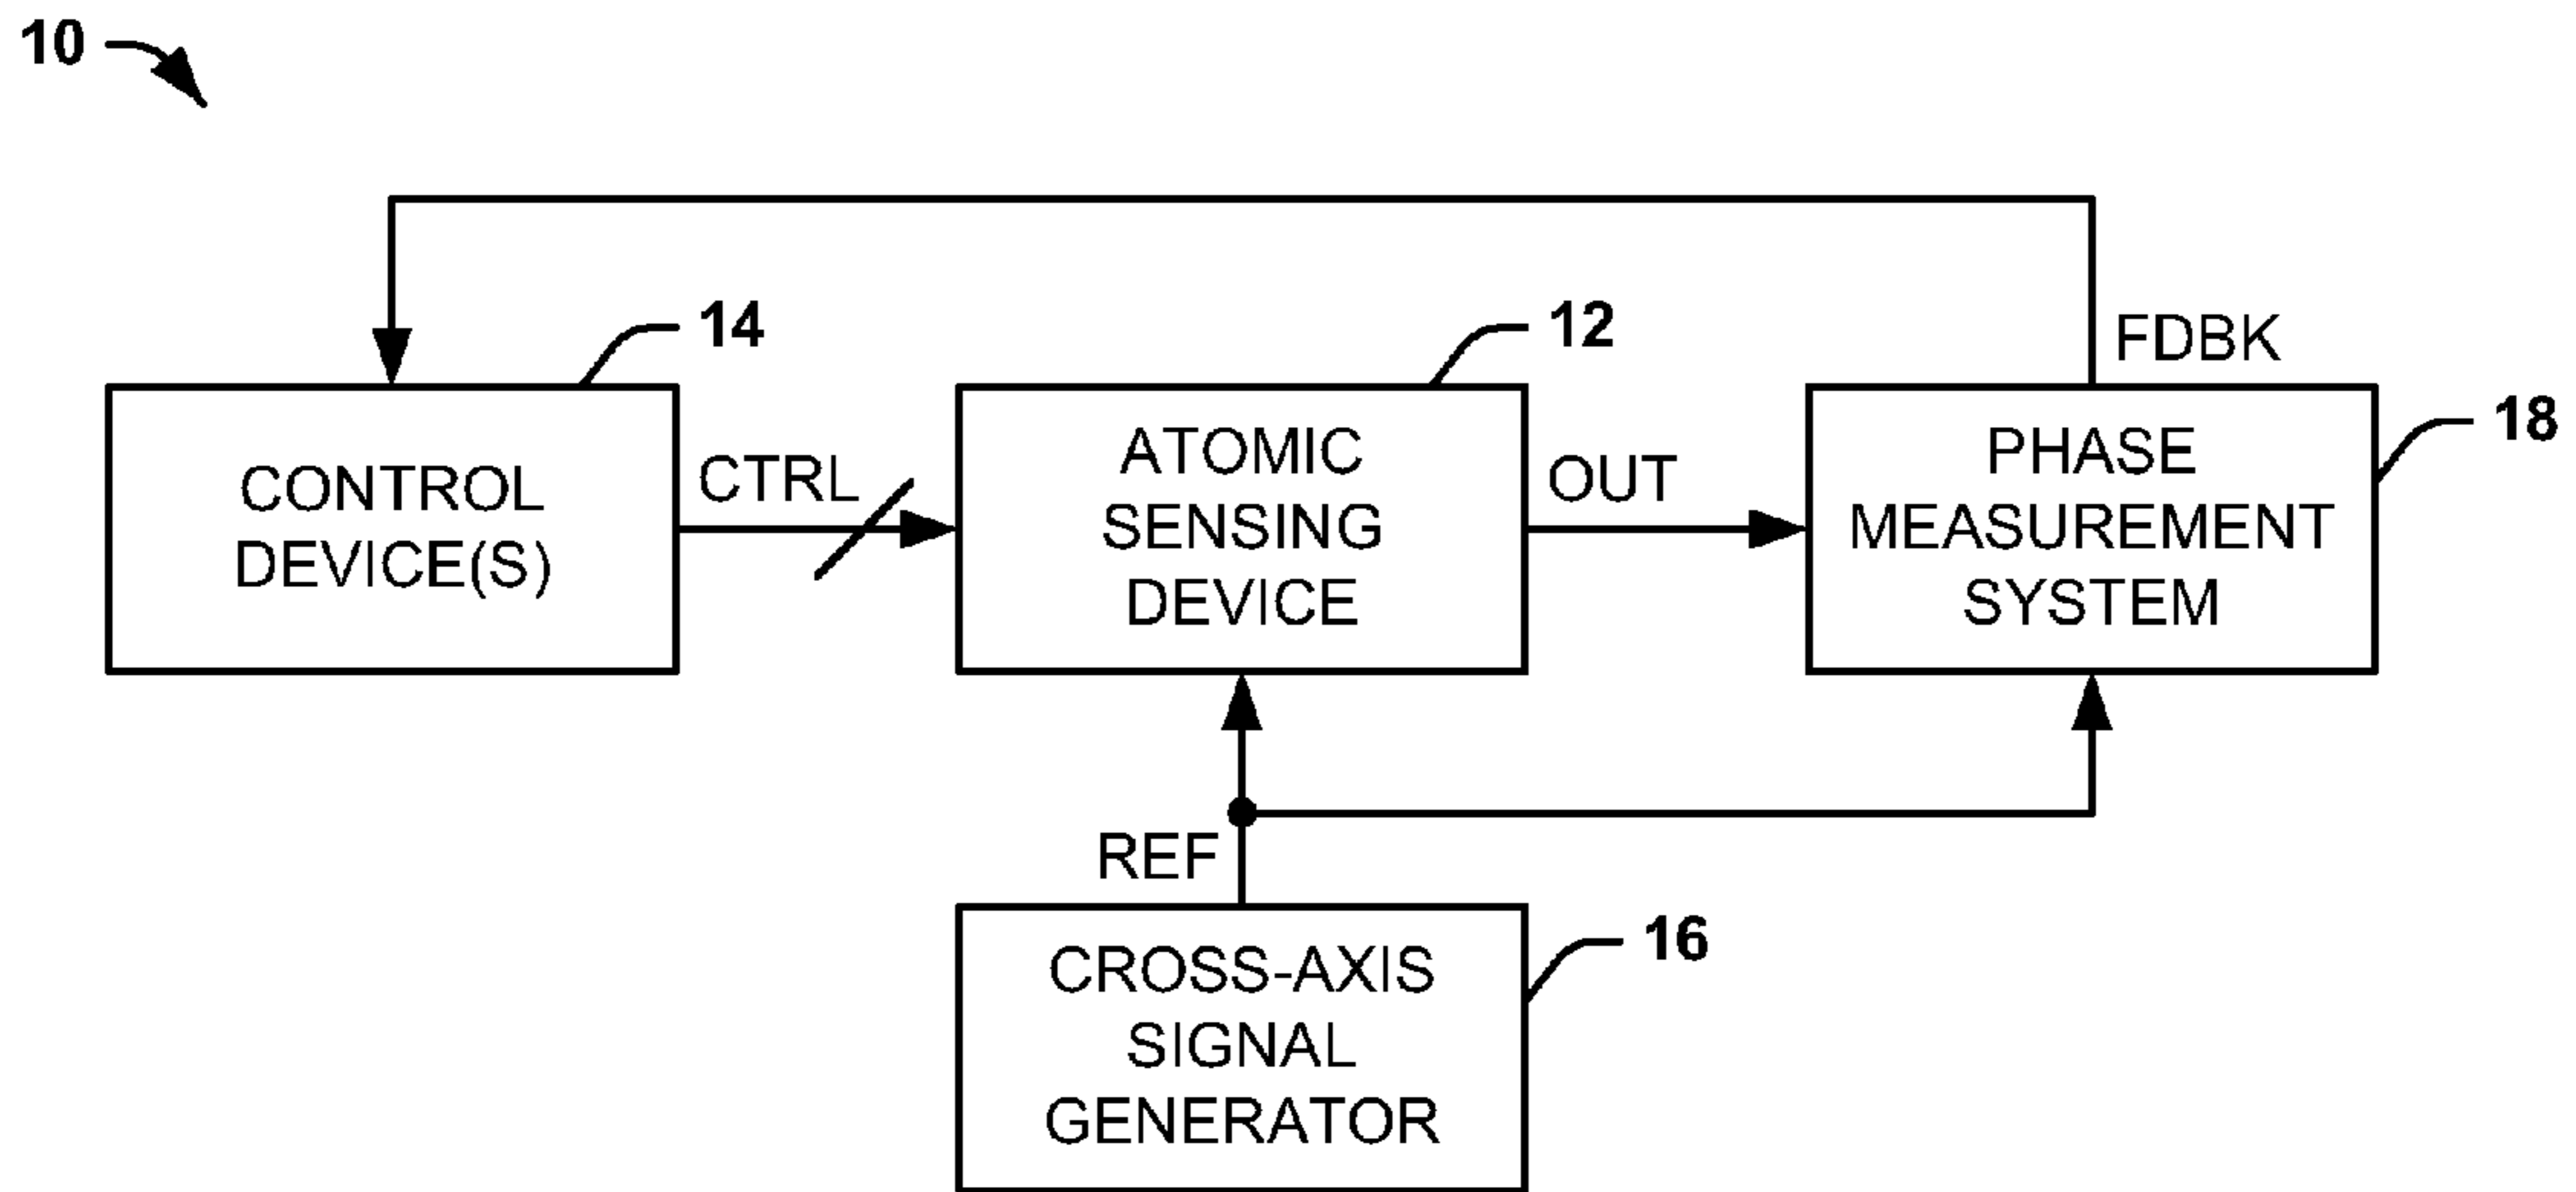 10
14
12
FDBK
18
CONTROL
DEVICE(S)
CTRL
ATOMIC
SENSING
DEVICE
OUT
PHASE
MEASUREMENT
SYSTEM
REF
16
CROSS-AXIS
SIGNAL
GENERATOR